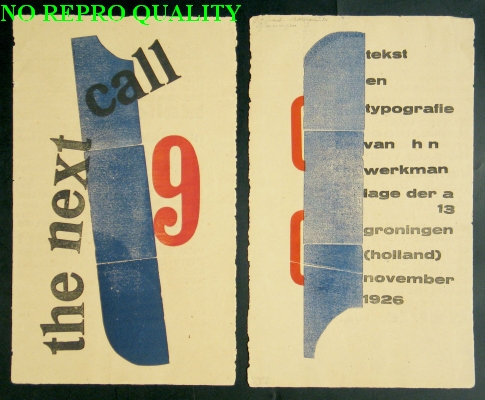 NO REPRO QUALITY
the next call
9
tekst
en
typografie
van h n
werkman
lage der a
13
groningen
(holland)
november
1926